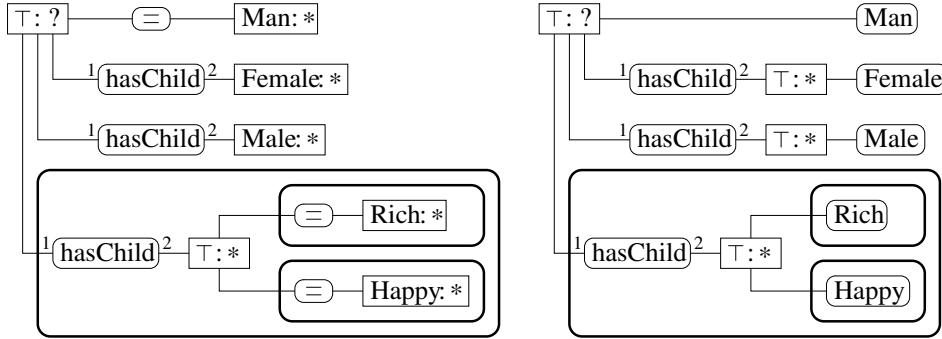 ⊤: ? = Man: *
1 hasChild 2 Female: *
1 hasChild 2 Male: *
= Rich: *
1 hasChild 2 ⊤: *
= Happy: *
⊤: ? Man
1 hasChild 2 ⊤: * Female
1 hasChild 2 ⊤: * Male
Rich
1 hasChild 2 ⊤: *
Happy